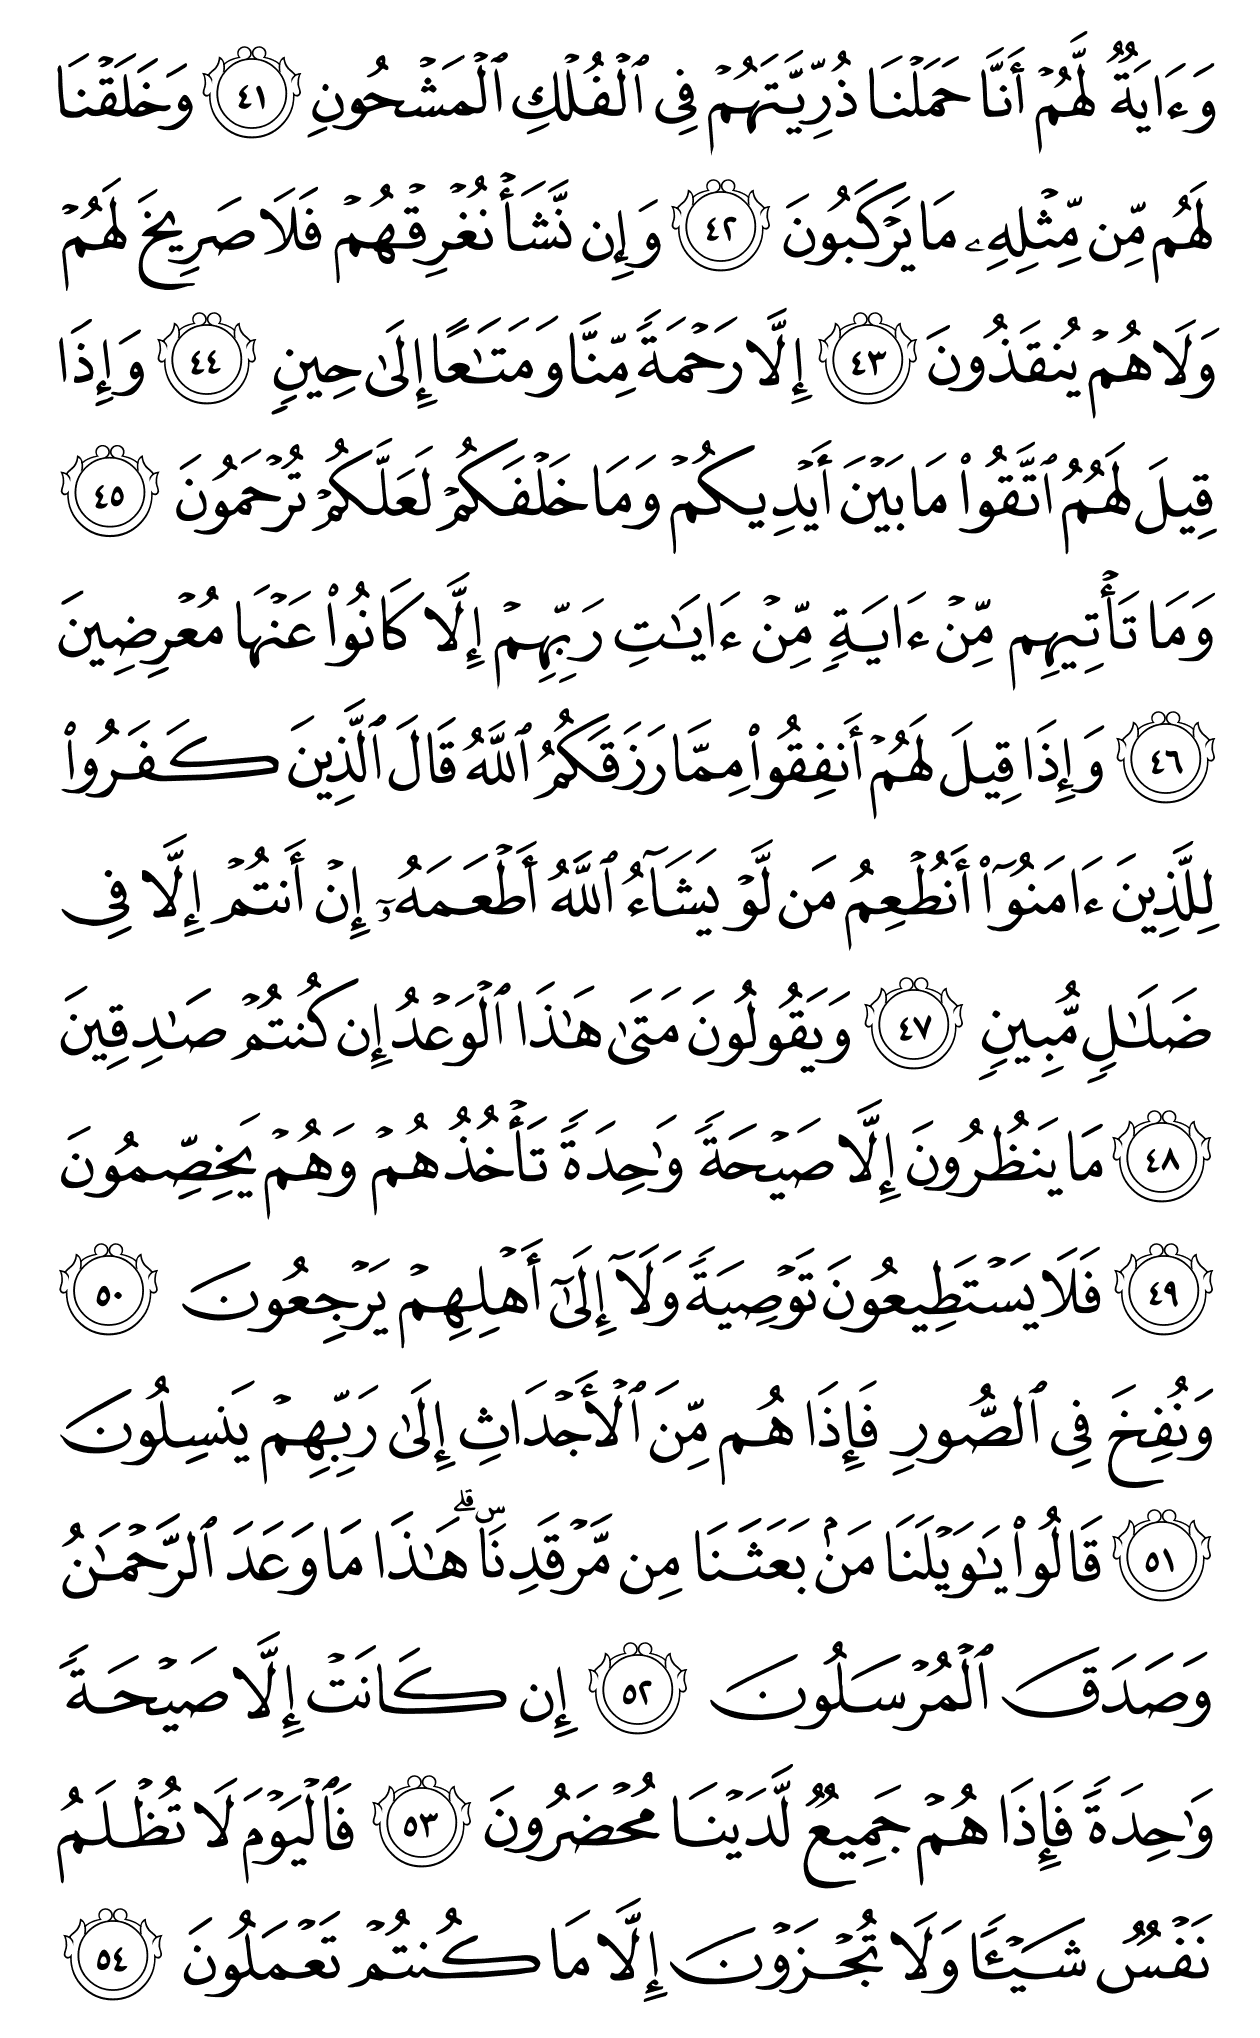 وَءَايَةٌ لَّهُمْ أَنَّا حَمَلْنَا ذُرِّيَّتَهُمْ فِي ٱلْفُلْكِ ٱلْمَشْحُونِ ٤١ وَخَلَقْنَا
لَهُم مِّن مِّثْلِهِۦ مَا يَرْكَبُونَ ٤٢ وَإِن نَّشَأْ نُغْرِقْهُمْ فَلَا صَرِيخَ لَهُمْ
وَلَا هُمْ يُنقَذُونَ ٤٣ إِلَّا رَحْمَةً مِّنَّا وَمَتَٰعًا إِلَىٰ حِينٍ ٤٤ وَإِذَا
قِيلَ لَهُمُ ٱتَّقُوا۟ مَا بَيْنَ أَيْدِيكُمْ وَمَا خَلْفَكُمْ لَعَلَّكُمْ تُرْحَمُونَ ٤٥
وَمَا تَأْتِيهِم مِّنْ ءَايَةٍ مِّنْ ءَايَٰتِ رَبِّهِمْ إِلَّا كَانُوا۟ عَنْهَا مُعْرِضِينَ
٤٦ وَإِذَا قِيلَ لَهُمْ أَنفِقُوا۟ مِمَّا رَزَقَكُمُ ٱللَّهُ قَالَ ٱلَّذِينَ كَفَرُوا۟
لِلَّذِينَ ءَامَنُوٓا۟ أَنُطْعِمُ مَن لَّوْ يَشَآءُ ٱللَّهُ أَطْعَمَهُۥٓ إِنْ أَنتُمْ إِلَّا فِي
ضَلَٰلٍ مُّبِينٍ ٤٧ وَيَقُولُونَ مَتَىٰ هَٰذَا ٱلْوَعْدُ إِن كُنتُمْ صَٰدِقِينَ
٤٨ مَا يَنظُرُونَ إِلَّا صَيْحَةً وَٰحِدَةً تَأْخُذُهُمْ وَهُمْ يَخِصِّمُونَ
٤٩ فَلَا يَسْتَطِيعُونَ تَوْصِيَةً وَلَآ إِلَىٰٓ أَهْلِهِمْ يَرْجِعُونَ ٥٠
وَنُفِخَ فِي ٱلصُّورِ فَإِذَا هُم مِّنَ ٱلْأَجْدَاثِ إِلَىٰ رَبِّهِمْ يَنسِلُونَ
٥١ قَالُوا۟ يَٰوَيْلَنَا مَنۢ بَعَثَنَا مِن مَّرْقَدِنَاۜ ۗ هَٰذَا مَا وَعَدَ ٱلرَّحْمَٰنُ
وَصَدَقَ ٱلْمُرْسَلُونَ ٥٢ إِن كَانَتْ إِلَّا صَيْحَةً
وَٰحِدَةً فَإِذَا هُمْ جَمِيعٌ لَّدَيْنَا مُحْضَرُونَ ٥٣ فَٱلْيَوْمَ لَا تُظْلَمُ
نَفْسٌ شَيْـًٔا وَلَا تُجْزَوْنَ إِلَّا مَا كُنتُمْ تَعْمَلُونَ ٥٤